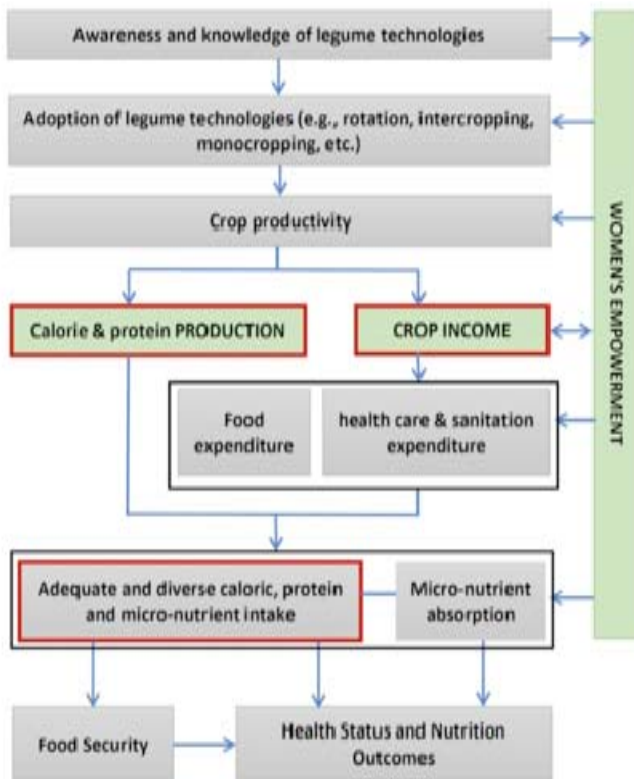 Awareness and knowledge of legume technologies
Adoption of legume technologies (e.g., rotation, intercropping,
monocropping, etc.)
Crop productivity
Calorie & protein PRODUCTION
CROP INCOME
Food
expenditure
health care & sanitation
expenditure
Adequate and diverse caloric, protein
and micro-nutrient intake
Micro-nutrient
absorption
Food Security
Health Status and Nutrition
Outcomes
WOMEN'S EMPOWERMENT